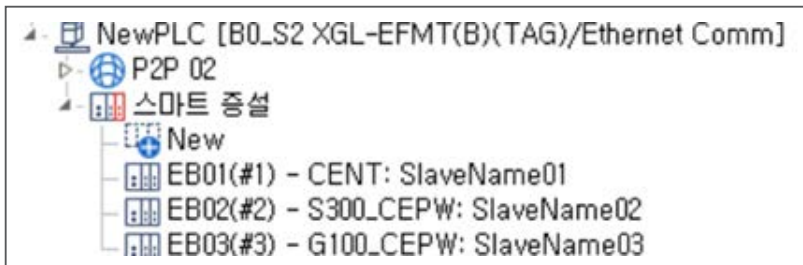 NewPLC [B0_S2 XGL-EFMT(B)(TAG)/Ethernet Comm]
P2P 02
스마트 증설
New
EB01(#1) - CENT: SlaveName01
EB02(#2) - S300_CEPW: SlaveName02
EB03(#3) - G100_CEPW: SlaveName03